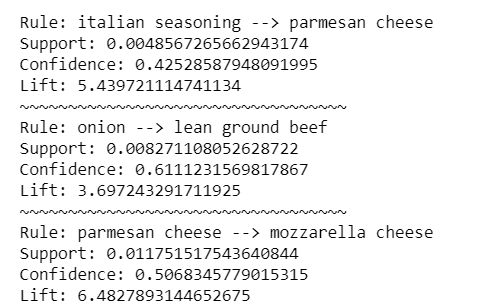 Rule: italian seasoning --> parmesan cheese
Support: 0.0048567265662943174
Confidence: 0.42528587948091995
Lift: 5.439721114741134
~~~~~~~~~~~~~~~~~~~~~~~~~~~~~~~~~~
Rule: onion --> lean ground beef
Support: 0.008271108052628722
Confidence: 0.6111231569817867
Lift: 3.697243291711925
~~~~~~~~~~~~~~~~~~~~~~~~~~~~~~~~~~
Rule: parmesan cheese --> mozzarella cheese
Support: 0.011751517543640844
Confidence: 0.5068345779015315
Lift: 6.4827893144652675